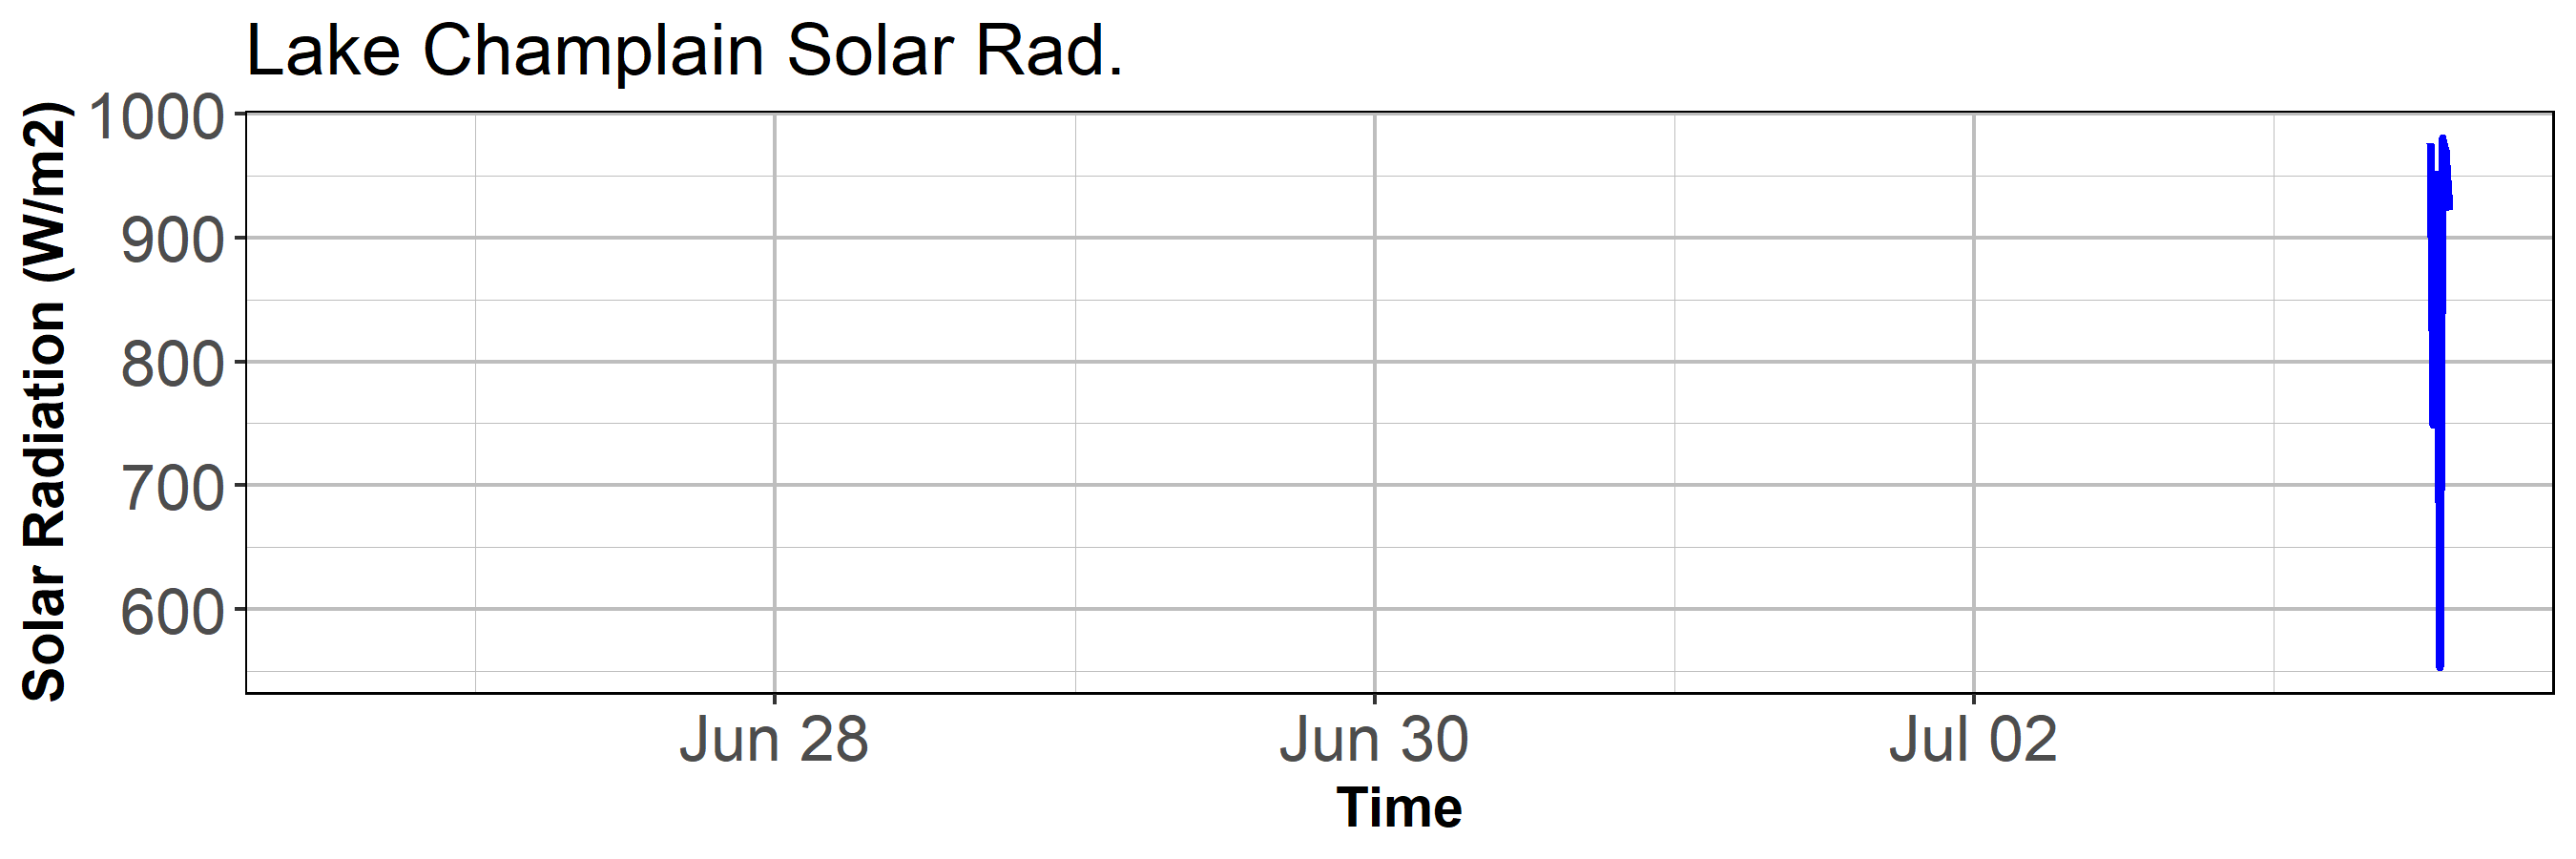 Lake Champlain Solar Rad.
Solar Radiation (W/m2)
1000
900
800
700
600
Jun 28 Jun 30 Jul 02
Time